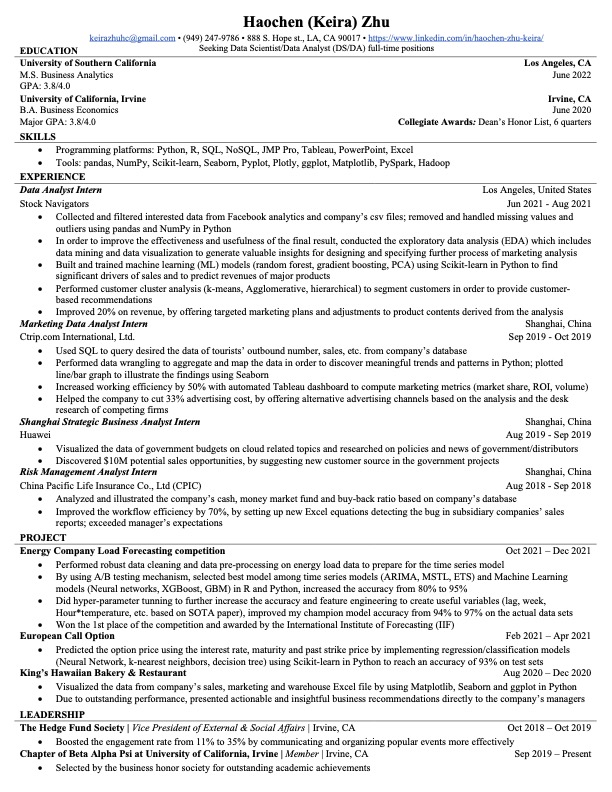 Haochen (Keira) Zhu
keirazhuhc@gmail.com • (949) 247-9786 • 888 S. Hope st., LA, CA 90017 • https://www.linkedin.com/in/haochen-zhu-keira/
Seeking Data Scientist/Data Analyst (DS/DA) full-time positions
EDUCATION
University of Southern California Los Angeles, CA
M.S. Business Analytics June 2022
GPA: 3.8/4.0
University of California, Irvine Irvine, CA
B.A. Business Economics June 2020
Major GPA: 3.8/4.0 Collegiate Awards: Dean's Honor List, 6 quarters
SKILLS
• Programming platforms: Python, R, SQL, NoSQL, JMP Pro, Tableau, PowerPoint, Excel
• Tools: pandas, NumPy, Scikit-learn, Seaborn, Pyplot, Plotly, ggplot, Matplotlib, PySpark, Hadoop
EXPERIENCE
Data Analyst Intern Los Angeles, United States
Stock Navigators Jun 2021 - Aug 2021
• Collected and filtered interested data from Facebook analytics and company's csv files; removed and handled missing values and
outliers using pandas and NumPy in Python
• In order to improve the effectiveness and usefulness of the final result, conducted the exploratory data analysis (EDA) which includes
data mining and data visualization to generate valuable insights for designing and specifying further process of marketing analysis
• Built and trained machine learning (ML) models (random forest, gradient boosting, PCA) using Scikit-learn in Python to find
significant drivers of sales and to predict revenues of major products
• Performed customer cluster analysis (k-means, Agglomerative, hierarchical) to segment customers in order to provide customer-
based recommendations
• Improved 20% on revenue, by offering targeted marketing plans and adjustments to product contents derived from the analysis
Marketing Data Analyst Intern Shanghai, China
Ctrip.com International, Ltd. Sep 2019 - Oct 2019
• Used SQL to query desired the data of tourists' outbound number, sales, etc. from company's database
• Performed data wrangling to aggregate and map the data in order to discover meaningful trends and patterns in Python; plotted
line/bar graph to illustrate the findings using Seaborn
• Increased working efficiency by 50% with automated Tableau dashboard to compute marketing metrics (market share, ROI, volume)
• Helped the company to cut 33% advertising cost, by offering alternative advertising channels based on the analysis and the desk
research of competing firms
Shanghai Strategic Business Analyst Intern Shanghai, China
Huawei Aug 2019 - Sep 2019
• Visualized the data of government budgets on cloud related topics and researched on policies and news of government/distributors
• Discovered $10M potential sales opportunities, by suggesting new customer source in the government projects
Risk Management Analyst Intern Shanghai, China
China Pacific Life Insurance Co., Ltd (CPIC) Aug 2018 - Sep 2018
• Analyzed and illustrated the company's cash, money market fund and buy-back ratio based on company's database
• Improved the workflow efficiency by 70%, by setting up new Excel equations detecting the bug in subsidiary companies' sales
reports; exceeded manager's expectations
PROJECT
Energy Company Load Forecasting competition Oct 2021 – Dec 2021
• Performed robust data cleaning and data pre-processing on energy load data to prepare for the time series model
• By using A/B testing mechanism, selected best model among time series models (ARIMA, MSTL, ETS) and Machine Learning
models (Neural networks, XGBoost, GBM) in R and Python, increased the accuracy from 80% to 95%
• Did hyper-parameter tunning to further increase the accuracy and feature engineering to create useful variables (lag, week,
Hour*temperature, etc. based on SOTA paper), improved my champion model accuracy from 94% to 97% on the actual data sets
• Won the 1st place of the competition and awarded by the International Institute of Forecasting (IIF)
European Call Option Feb 2021 – Apr 2021
• Predicted the option price using the interest rate, maturity and past strike price by implementing regression/classification models
(Neural Network, k-nearest neighbors, decision tree) using Scikit-learn in Python to reach an accuracy of 93% on test sets
King's Hawaiian Bakery & Restaurant Aug 2020 – Dec 2020
• Visualized the data from company's sales, marketing and warehouse Excel file by using Matplotlib, Seaborn and ggplot in Python
• Due to outstanding performance, presented actionable and insightful business recommendations directly to the company's managers
LEADERSHIP
The Hedge Fund Society | Vice President of External & Social Affairs | Irvine, CA Oct 2018 – Oct 2019
• Boosted the engagement rate from 11% to 35% by communicating and organizing popular events more effectively
Chapter of Beta Alpha Psi at University of California, Irvine | Member | Irvine, CA Sep 2019 – Present
• Selected by the business honor society for outstanding academic achievements